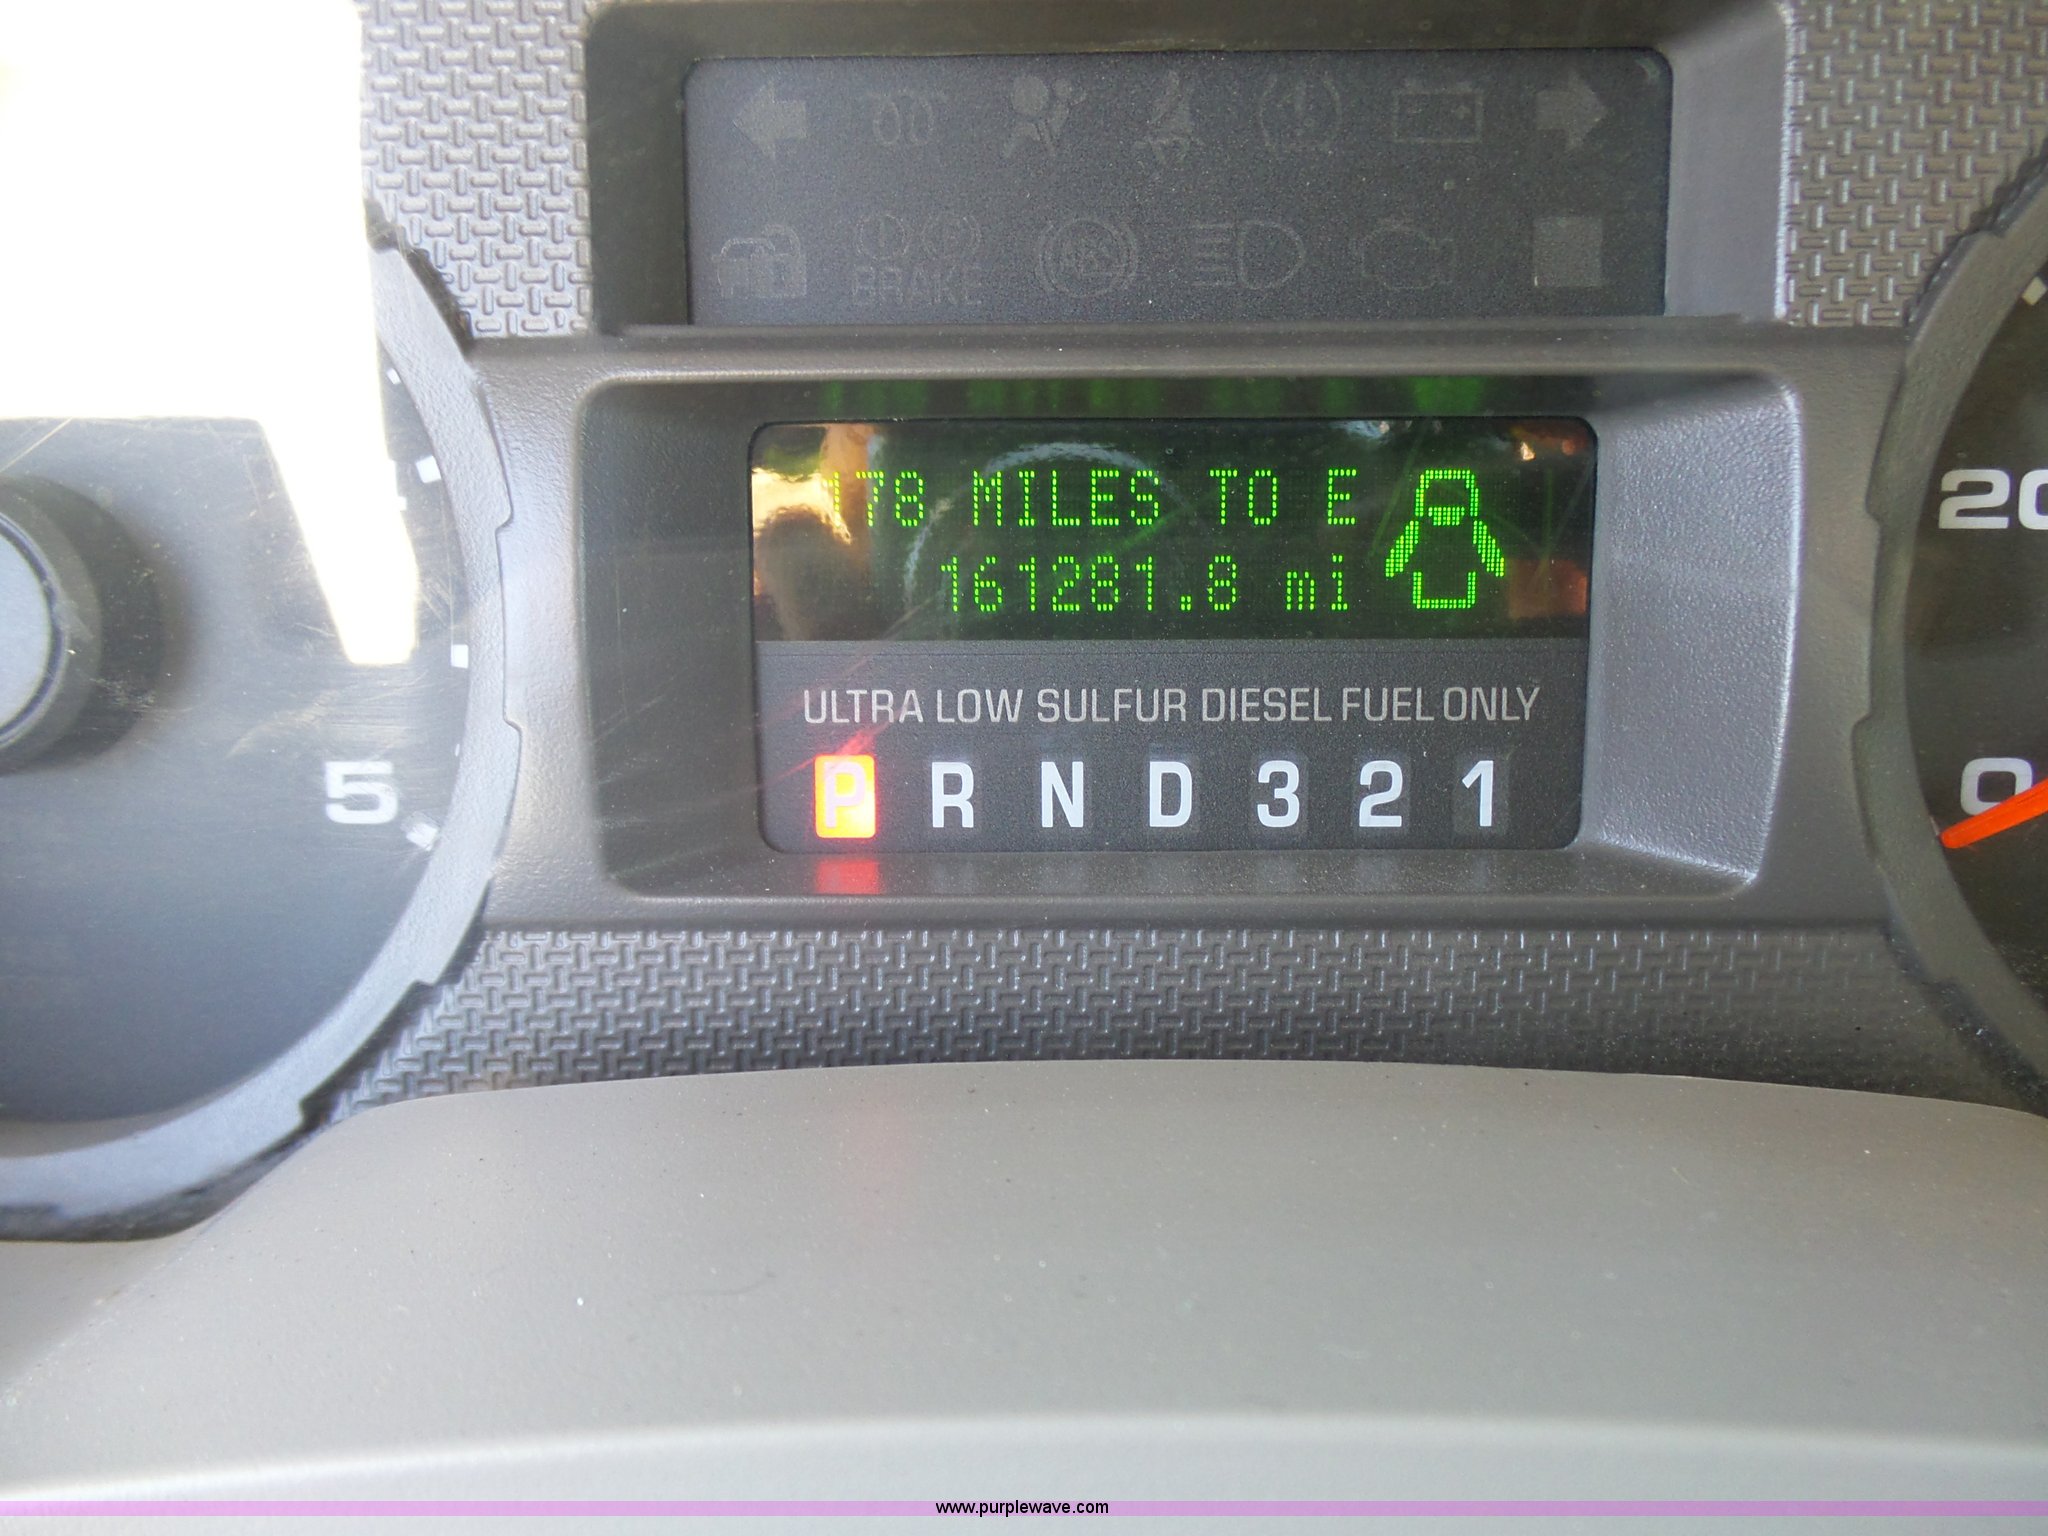 BRAKE
178 MILES TO E
161281.8 mi
ULTRA LOW SULFUR DIESEL FUEL ONLY
P R N D 3 2 1
5
20
0
www.purplewave.com